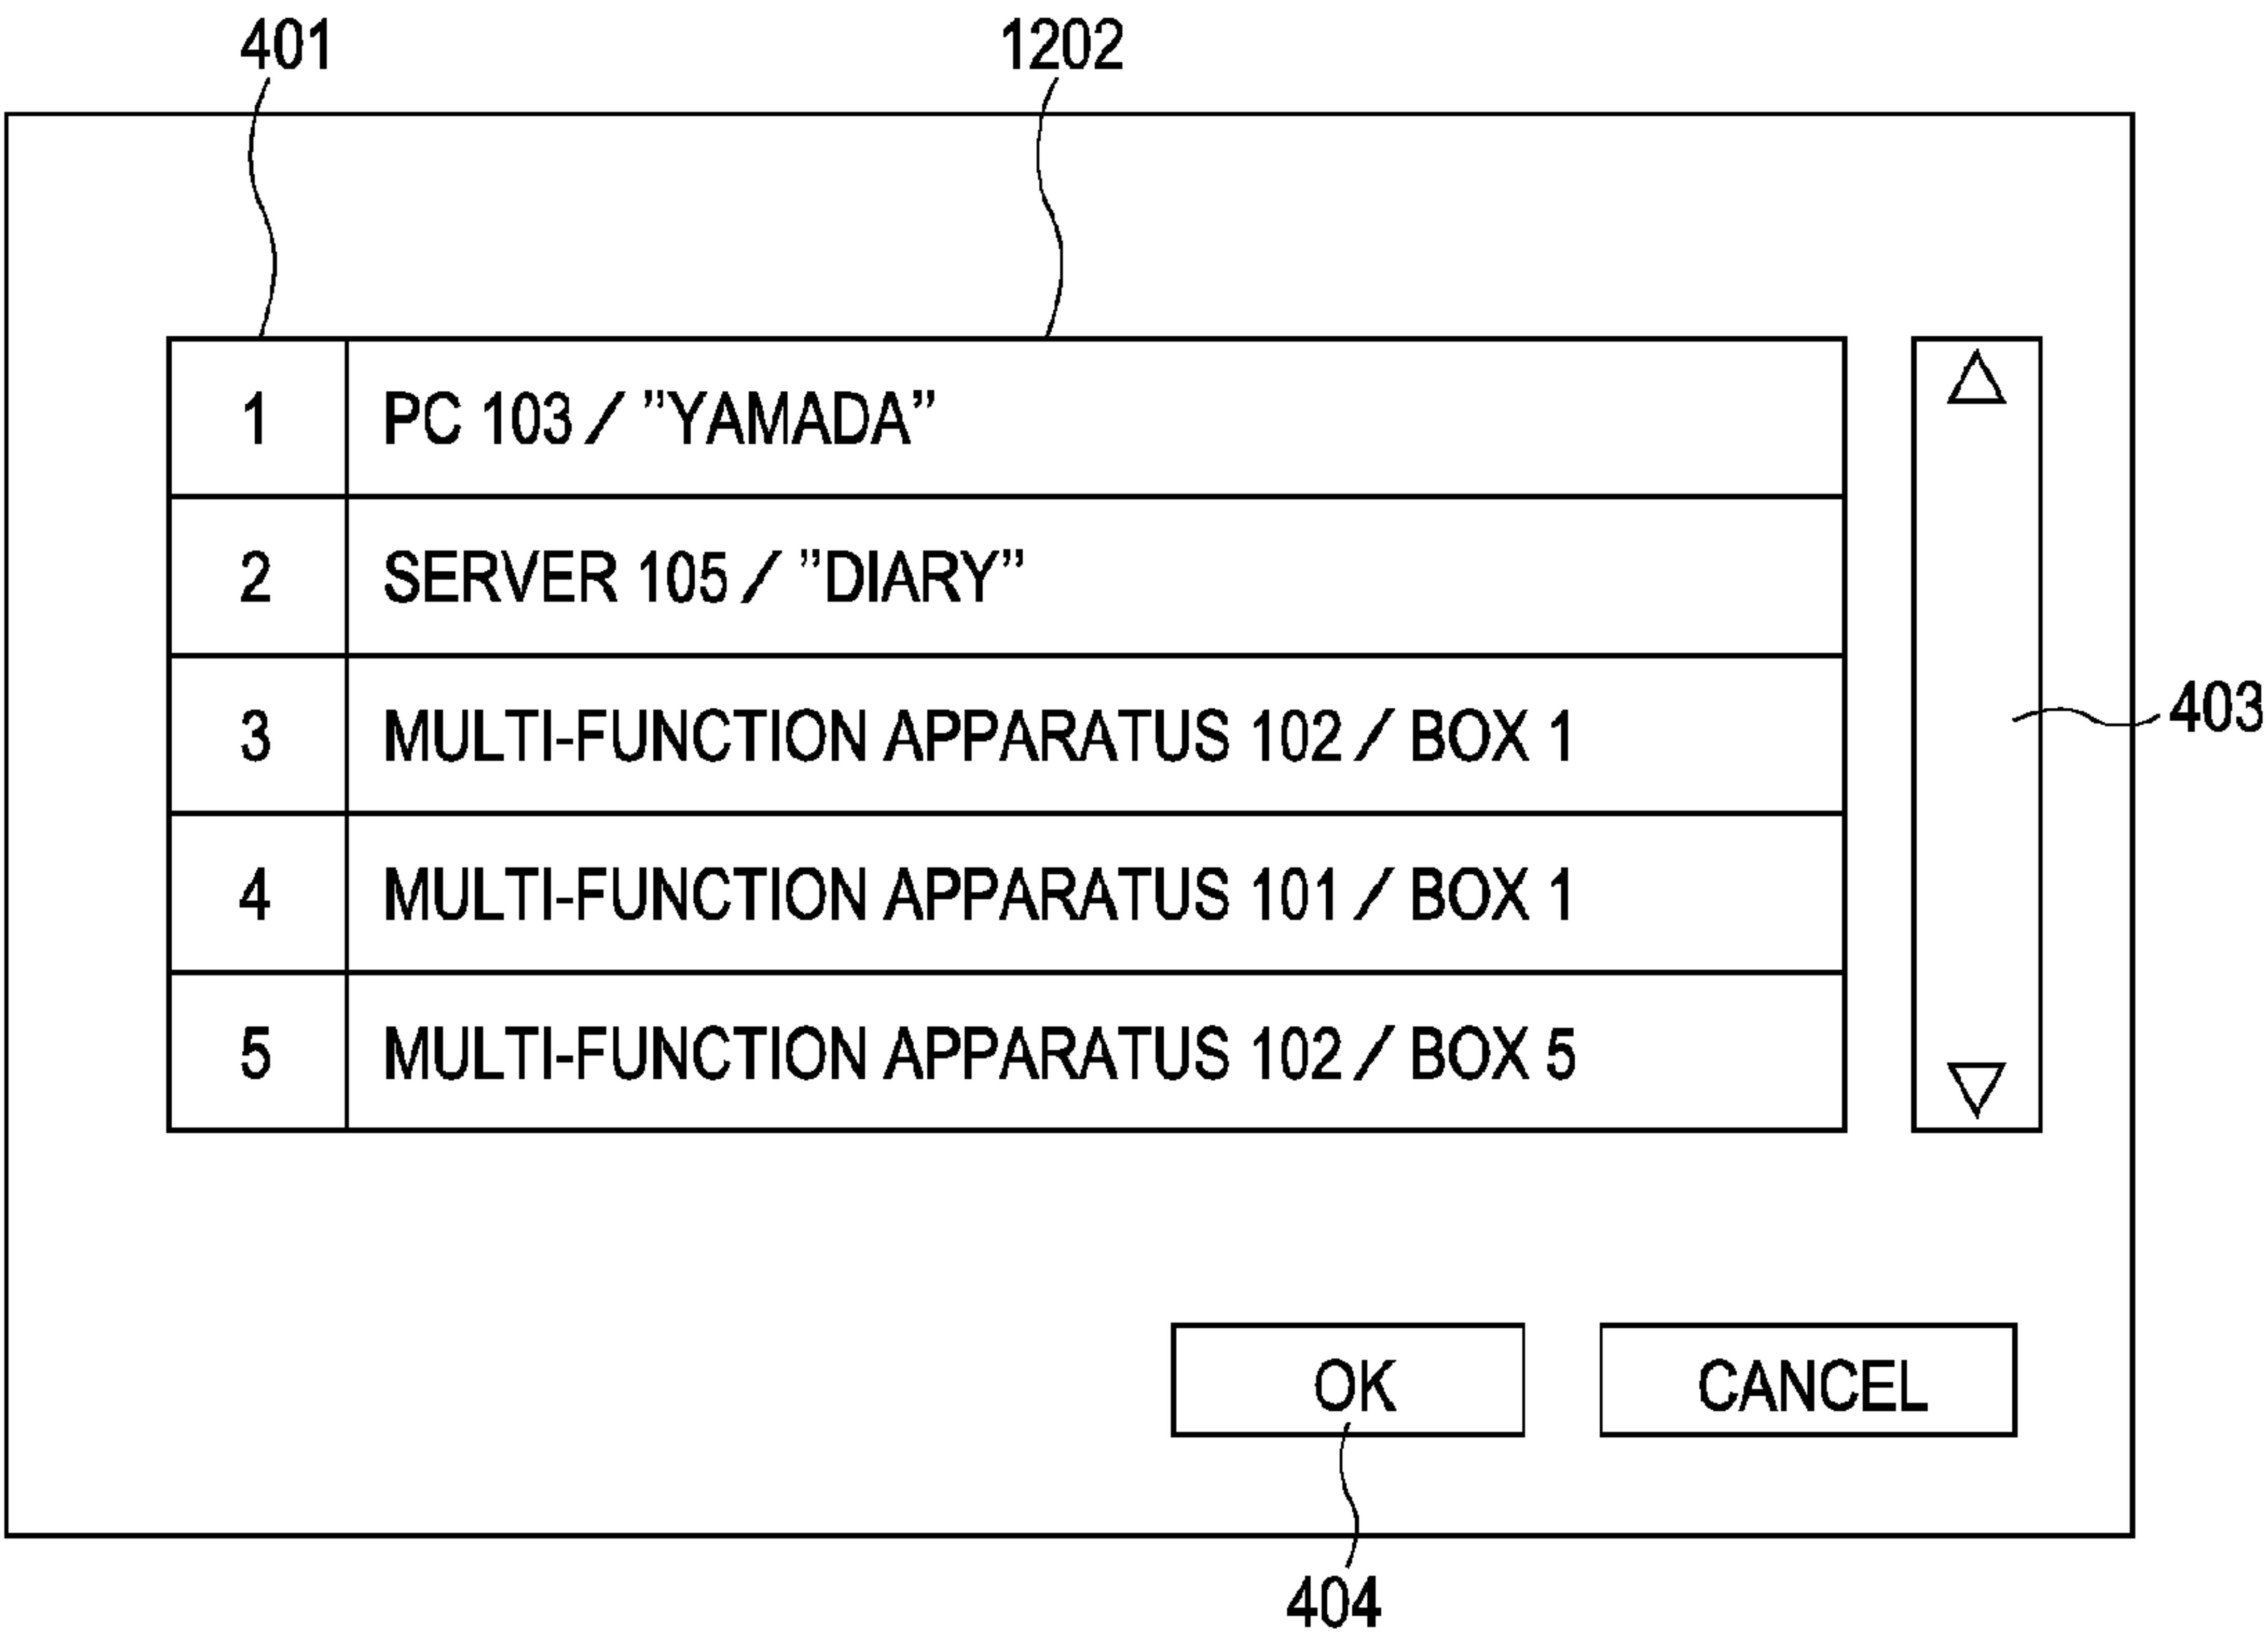 401 1202
1 PC 103 / ”YAMADA”
2 SERVER 105 / ”DIARY”
3 MULTI-FUNCTION APPARATUS 102 / BOX 1
403
4 MULTI-FUNCTION APPARATUS 101 / BOX 1
5 MULTI-FUNCTION APPARATUS 102 / BOX 5
OK CANCEL
404